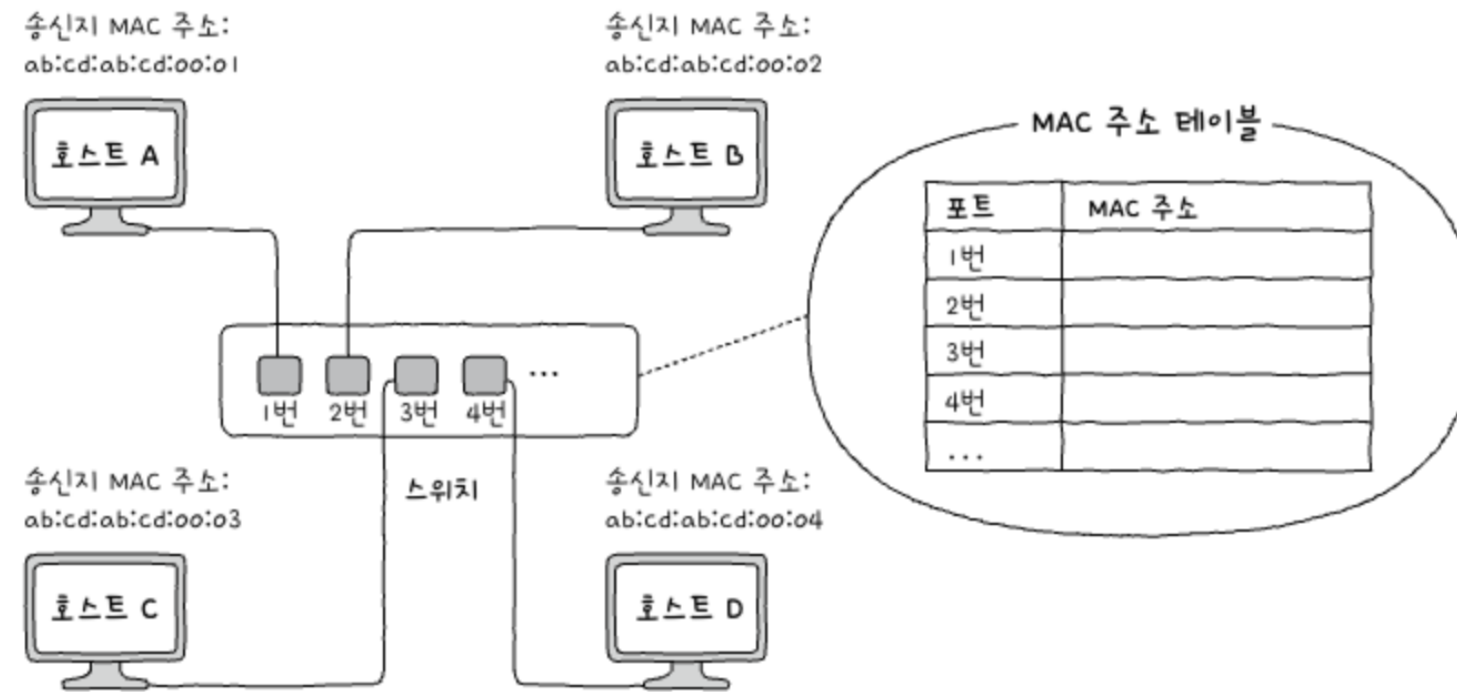 송신지 MAC 주소:
ab:cd:ab:cd:00:01
호스트 A
송신지 MAC 주소:
ab:cd:ab:cd:00:02
호스트 B
1번 2번 3번 4번 ...
스위치
송신지 MAC 주소:
ab:cd:ab:cd:00:03
호스트 C
송신지 MAC 주소:
ab:cd:ab:cd:00:04
호스트 D
MAC 주소 테이블
포트 MAC 주소
1번
2번
3번
4번
...